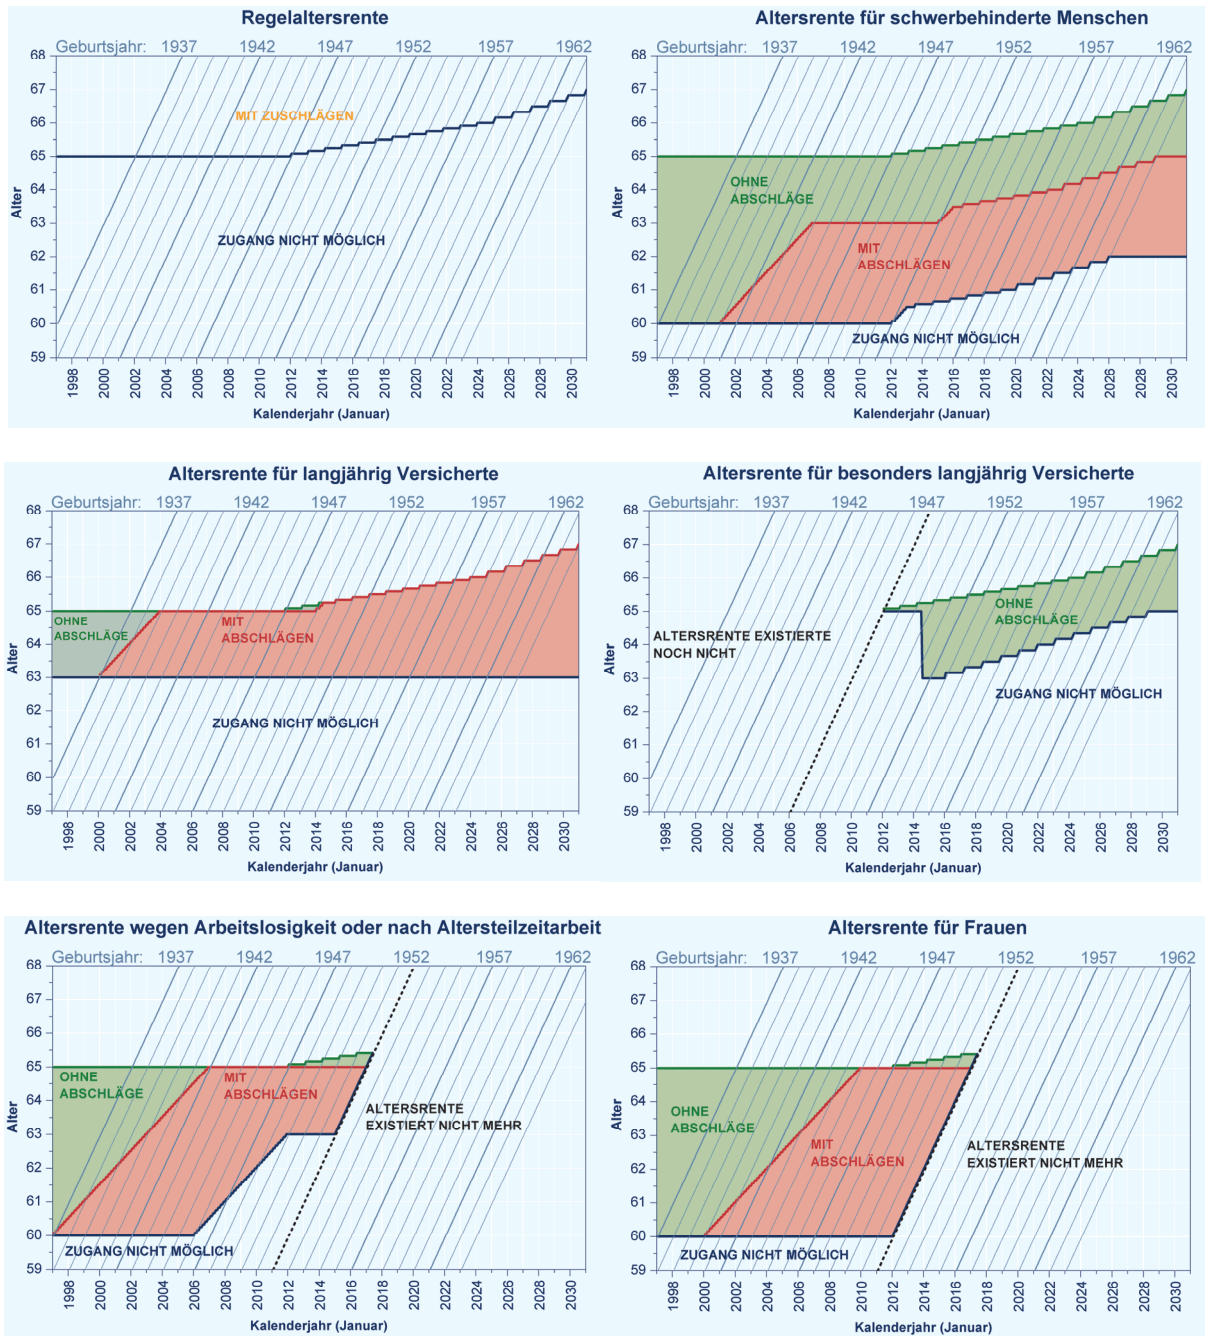 Regelaltersrente
Geburtsjahr: 1937 1942 1947 1952 1957 1962
68
67
66
65
64
63
62
61
60
59
Alter
MIT ZUSCHLÄGEN
ZUGANG NICHT MÖGLICH
1998 2000 2002 2004 2006 2008 2010 2012 2014 2016 2018 2020 2022 2024 2026 2028 2030
Kalenderjahr (Januar)
Altersrente für schwerbehinderte Menschen
Geburtsjahr: 1937 1942 1947 1952 1957 1962
68
67
66
65
64
63
62
61
60
59
Alter
OHNE
ABSCHLÄGE
MIT
ABSCHLÄGEN
ZUGANG NICHT MÖGLICH
1998 2000 2002 2004 2006 2008 2010 2012 2014 2016 2018 2020 2022 2024 2026 2028 2030
Kalenderjahr (Januar)
Altersrente für langjährig Versicherte
Geburtsjahr: 1937 1942 1947 1952 1957 1962
68
67
66
65
64
63
62
61
60
59
Alter
OHNE
ABSCHLÄGE
MIT
ABSCHLÄGEN
ZUGANG NICHT MÖGLICH
1998 2000 2002 2004 2006 2008 2010 2012 2014 2016 2018 2020 2022 2024 2026 2028 2030
Kalenderjahr (Januar)
Altersrente für besonders langjährig Versicherte
Geburtsjahr: 1937 1942 1947 1952 1957 1962
68
67
66
65
64
63
62
61
60
59
Alter
OHNE
ABSCHLÄGE
ALTERSRENTE EXISTIERTE
NOCH NICHT
ZUGANG NICHT MÖGLICH
1998 2000 2002 2004 2006 2008 2010 2012 2014 2016 2018 2020 2022 2024 2026 2028 2030
Kalenderjahr (Januar)
Altersrente wegen Arbeitslosigkeit oder nach Altersteilzeitarbeit
Geburtsjahr: 1937 1942 1947 1952 1957 1962
68
67
66
65
64
63
62
61
60
59
Alter
OHNE
ABSCHLÄGE
MIT
ABSCHLÄGEN
ALTERSRENTE
EXISTIERT NICHT MEHR
ZUGANG NICHT MÖGLICH
1998 2000 2002 2004 2006 2008 2010 2012 2014 2016 2018 2020 2022 2024 2026 2028 2030
Kalenderjahr (Januar)
Altersrente für Frauen
Geburtsjahr: 1937 1942 1947 1952 1957 1962
68
67
66
65
64
63
62
61
60
59
Alter
OHNE
ABSCHLÄGE
MIT
ABSCHLÄGEN
ALTERSRENTE
EXISTIERT NICHT MEHR
ZUGANG NICHT MÖGLICH
1998 2000 2002 2004 2006 2008 2010 2012 2014 2016 2018 2020 2022 2024 2026 2028 2030
Kalenderjahr (Januar)